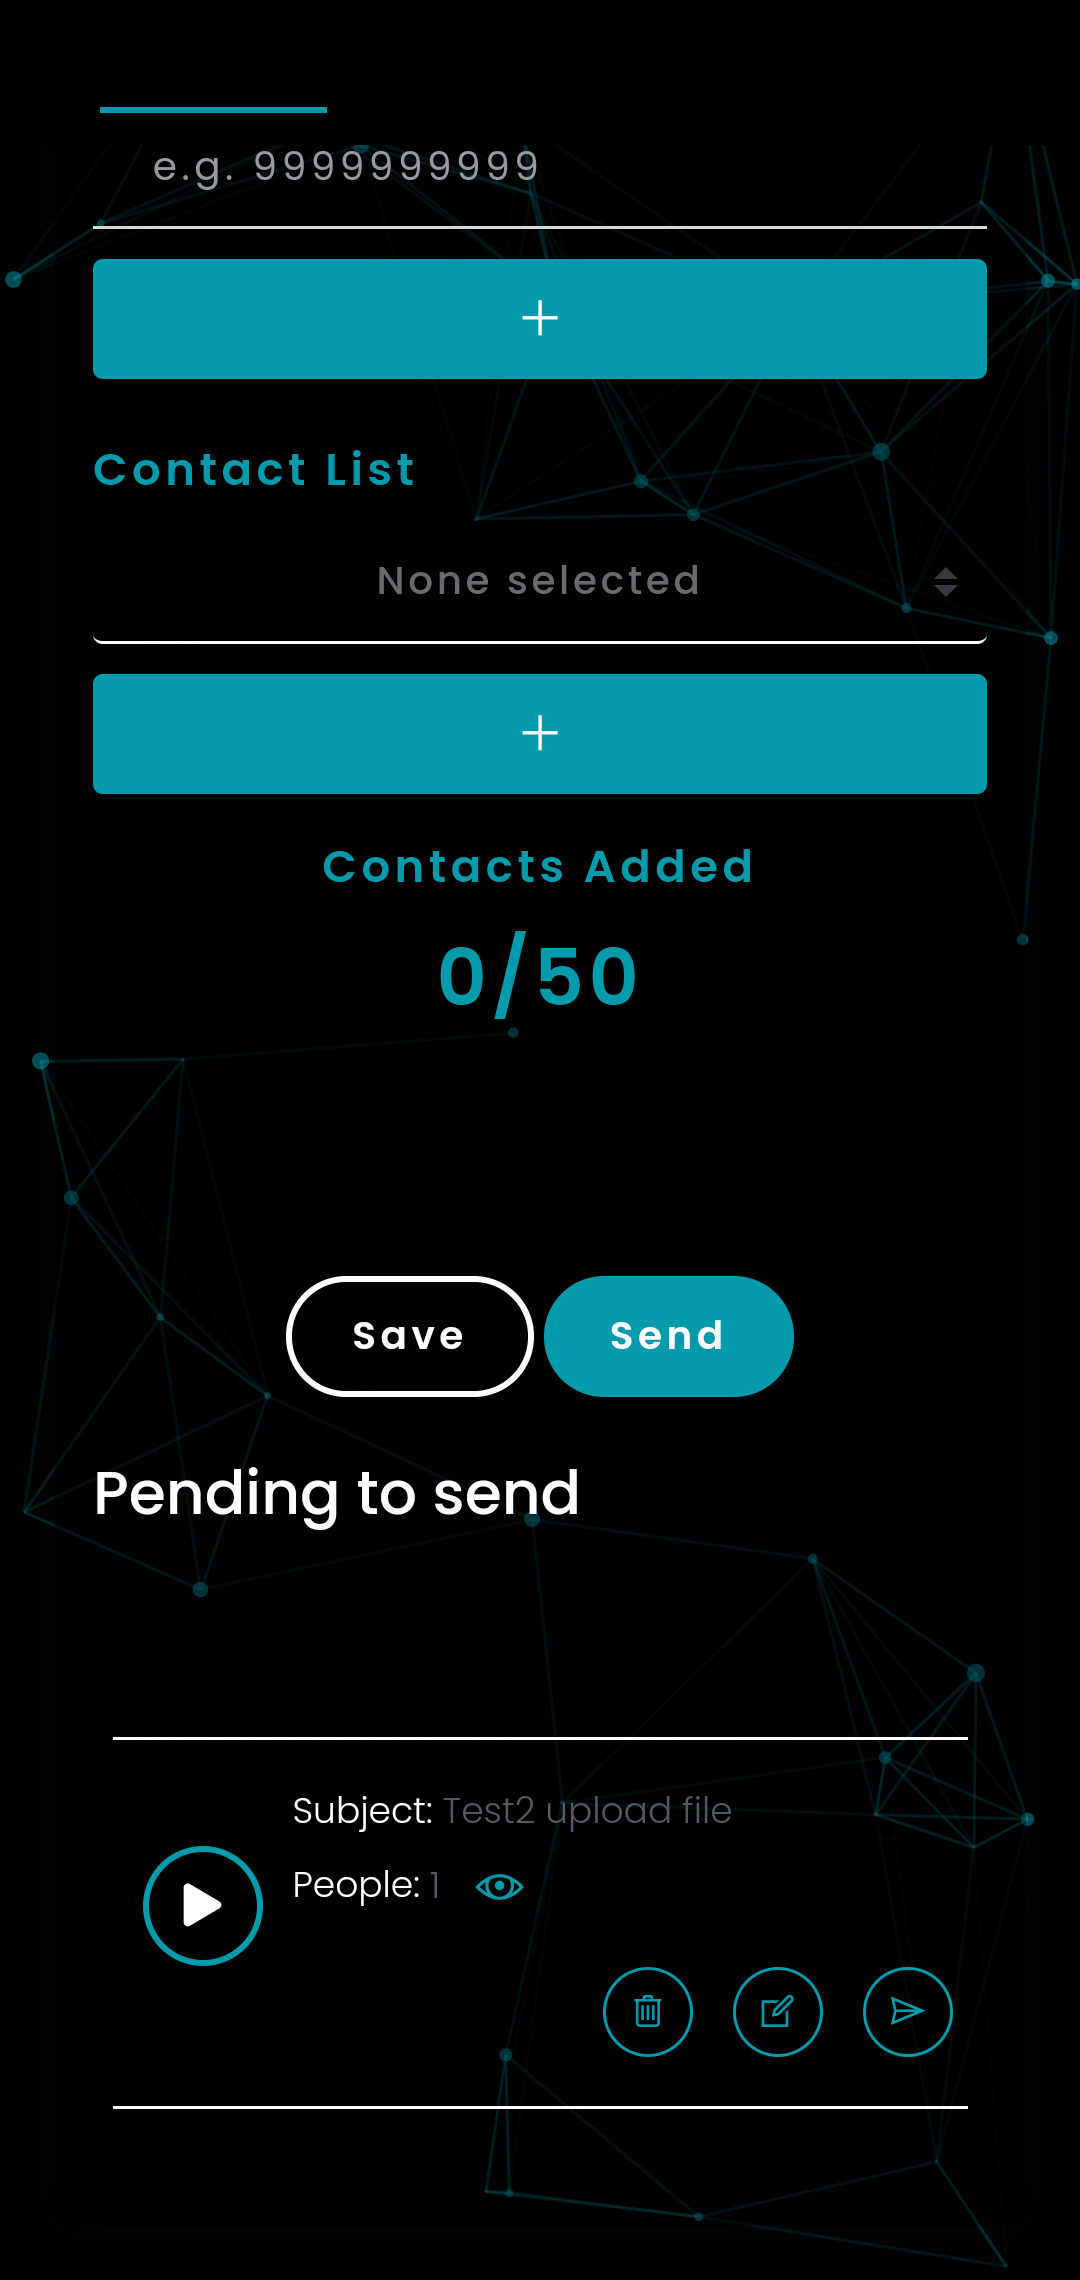 e.g. 9999999999
Contact List
None selected
Contacts Added
0/50
Save Send
Pending to send
Subject: Test2 upload file
People: 1